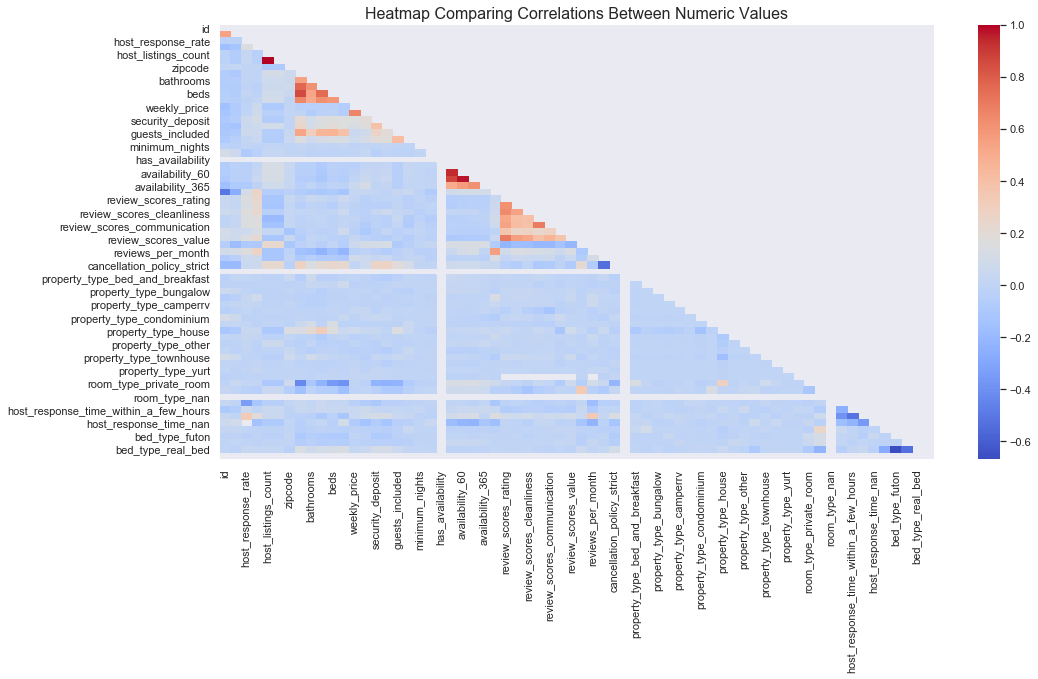 Heatmap Comparing Correlations Between Numeric Values
id
host_response_rate
host_listings_count
zipcode
bathrooms
beds
weekly_price
security_deposit
guests_included
minimum_nights
has_availability
availability_60
availability_365
review_scores_rating
review_scores_cleanliness
review_scores_communication
review_scores_value
reviews_per_month
cancellation_policy_strict
property_type_bed_and_breakfast
property_type_bungalow
property_type_camperrv
property_type_condominium
property_type_house
property_type_other
property_type_townhouse
property_type_yurt
room_type_private_room
room_type_nan
host_response_time_within_a_few_hours
host_response_time_nan
bed_type_futon
bed_type_real_bed
id
host_response_rate
host_listings_count
zipcode
bathrooms
beds
weekly_price
security_deposit
guests_included
minimum_nights
has_availability
availability_60
availability_365
review_scores_rating
review_scores_cleanliness
review_scores_communication
review_scores_value
reviews_per_month
cancellation_policy_strict
property_type_bed_and_breakfast
property_type_bungalow
property_type_camperrv
property_type_condominium
property_type_house
property_type_other
property_type_townhouse
property_type_yurt
room_type_private_room
room_type_nan
host_response_time_within_a_few_hours
host_response_time_nan
bed_type_futon
bed_type_real_bed
1.0
0.8
0.6
0.4
0.2
0.0
−0.2
−0.4
−0.6